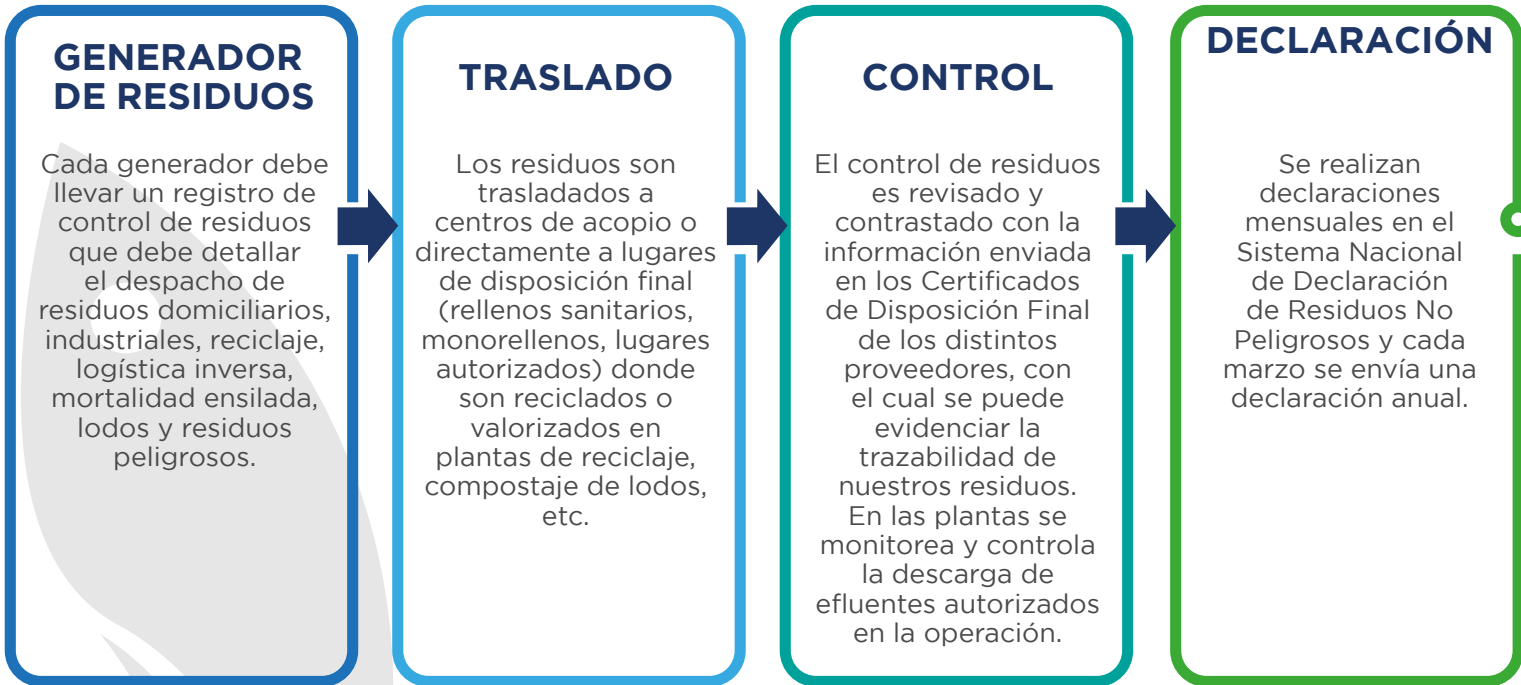 GENERADOR
DE RESIDUOS
Cada generador debe
llevar un registro de
control de residuos
que debe detallar
el despacho de
residuos domiciliarios,
industriales, reciclaje,
logística inversa,
mortalidad ensilada,
lodos y residuos
peligrosos.
TRASLADO
Los residuos son
trasladados a
centros de acopio o
directamente a lugares
de disposición final
(rellenos sanitarios,
monorellenos, lugares
autorizados) donde
son reciclados o
valorizados en
plantas de reciclaje,
compostaje de lodos,
etc.
CONTROL
El control de residuos
es revisado y
contrastado con la
información enviada
en los Certificados
de Disposición Final
de los distintos
proveedores, con
el cual se puede
evidenciar la
trazabilidad de
nuestros residuos.
En las plantas se
monitorea y controla
la descarga de
efluentes autorizados
en la operación.
DECLARACIÓN
Se realizan
declaraciones
mensuales en el
Sistema Nacional
de Declaración
de Residuos No
Peligrosos y cada
marzo se envía una
declaración anual.